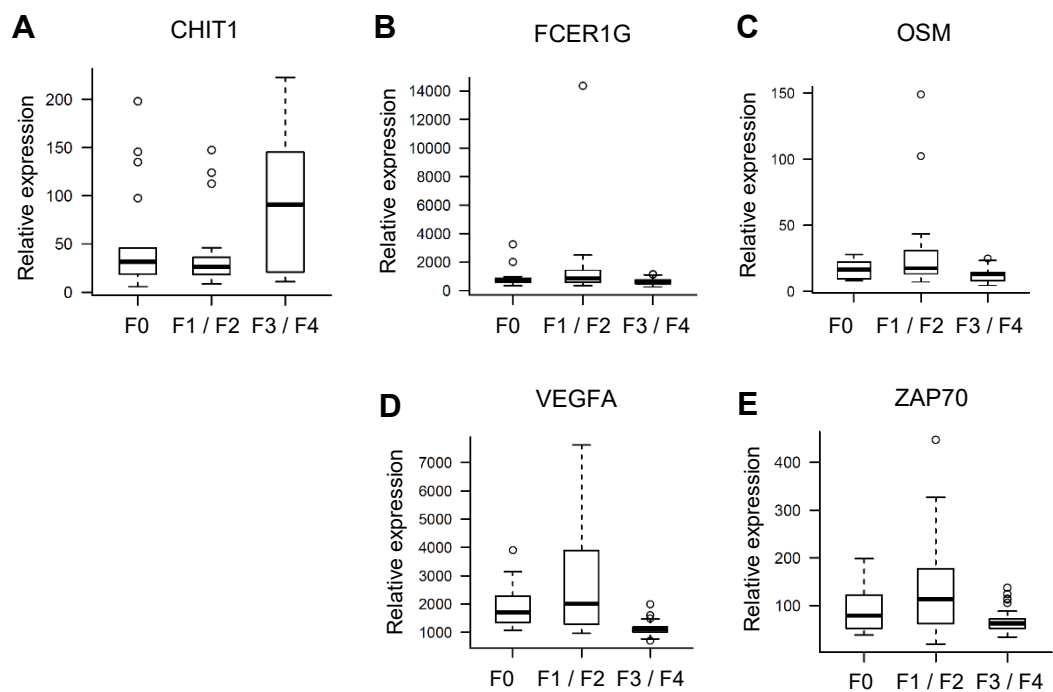 A
CHIT1
Relative expression
200
150
100
50
0
F0 F1 / F2 F3 / F4
B
FCER1G
Relative expression
14000
12000
10000
8000
6000
4000
2000
0
F0 F1 / F2 F3 / F4
C
OSM
Relative expression
150
100
50
0
F0 F1 / F2 F3 / F4
D
VEGFA
Relative expression
7000
6000
5000
4000
3000
2000
1000
F0 F1 / F2 F3 / F4
E
ZAP70
Relative expression
400
300
200
100
F0 F1 / F2 F3 / F4